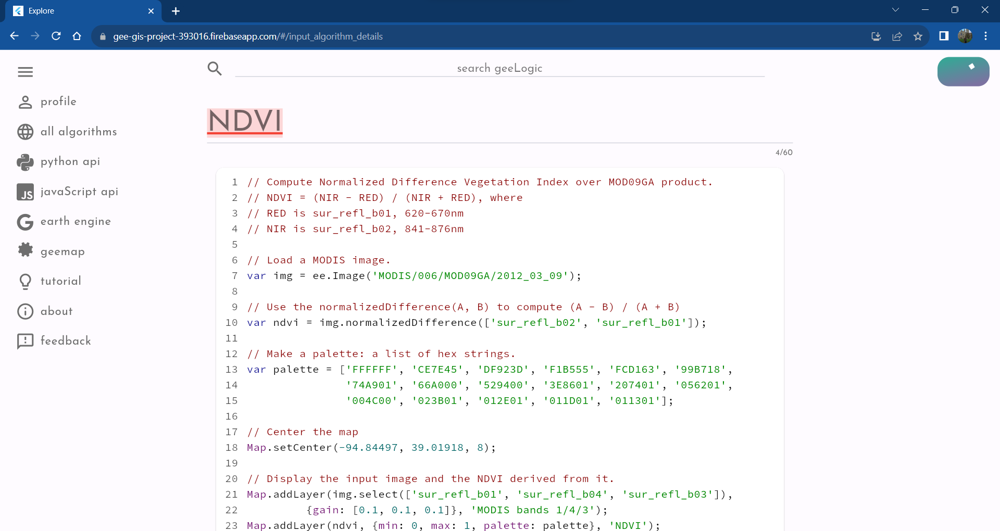 Explore
gee-gis-project-393016.firebaseapp.com/#/input_algorithm_details
search geeLogic
profile
all algorithms
python api
JS javaScript api
earth engine
geemap
tutorial
about
feedback
NDVI
4/60
1 // Compute Normalized Difference Vegetation Index over MOD09GA product.
2 // NDVI = (NIR - RED) / (NIR + RED), where
3 // RED is sur_refl_b01, 620-670nm
4 // NIR is sur_refl_b02, 841-876nm
5
6 // Load a MODIS image.
7 var img = ee.Image('MODIS/006/MOD09GA/2012_03_09');
8
9 // Use the normalizedDifference(A, B) to compute (A - B) / (A + B)
10 var ndvi = img.normalizedDifference(['sur_refl_b02', 'sur_refl_b01']);
11
12 // Make a palette: a list of hex strings.
13 var palette = ['FFFFFF', 'CE7E45', 'DF923D', 'F1B555', 'FCD163', '99B718',
14 '74A901', '66A000', '529400', '3E8601', '207401', '056201',
15 '004C00', '023B01', '012E01', '011D01', '011301'];
16
17 // Center the map
18 Map.setCenter(-94.84497, 39.01918, 8);
19
20 // Display the input image and the NDVI derived from it.
21 Map.addLayer(img.select(['sur_refl_b01', 'sur_refl_b04', 'sur_refl_b03']),
22 {gain: [0.1, 0.1, 0.1]}, 'MODIS bands 1/4/3');
23 Map.addLayer(ndvi, {min: 0, max: 1, palette: palette}, 'NDVI');